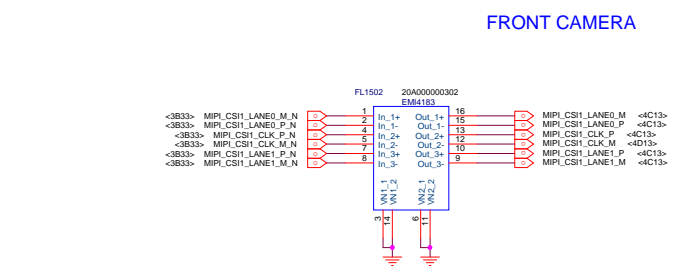 FRONT CAMERA
FL1502 20A000000302
EMI4183
<3B33> MIPI_CSI1_LANE0_M_N 1 In_1+ Out_1+ 16 MIPI_CSI1_LANE0_M <4C13>
<3B33> MIPI_CSI1_LANE0_P_N 2 In_1- Out_1- 15 MIPI_CSI1_LANE0_P <4C13>
<3B33> MIPI_CSI1_CLK_P_N 4 In_2+ Out_2+ 13 MIPI_CSI1_CLK_P <4C13>
<3B33> MIPI_CSI1_CLK_M_N 5 In_2- Out_2- 12 MIPI_CSI1_CLK_M <4D13>
<3B33> MIPI_CSI1_LANE1_P_N 7 In_3+ Out_3+ 10 MIPI_CSI1_LANE1_P <4C13>
<3B33> MIPI_CSI1_LANE1_M_N 8 In_3- Out_3- 9 MIPI_CSI1_LANE1_M <4C13>
VN1_1 VN1_2 VN2_1 VN2_2
3 14 6 11